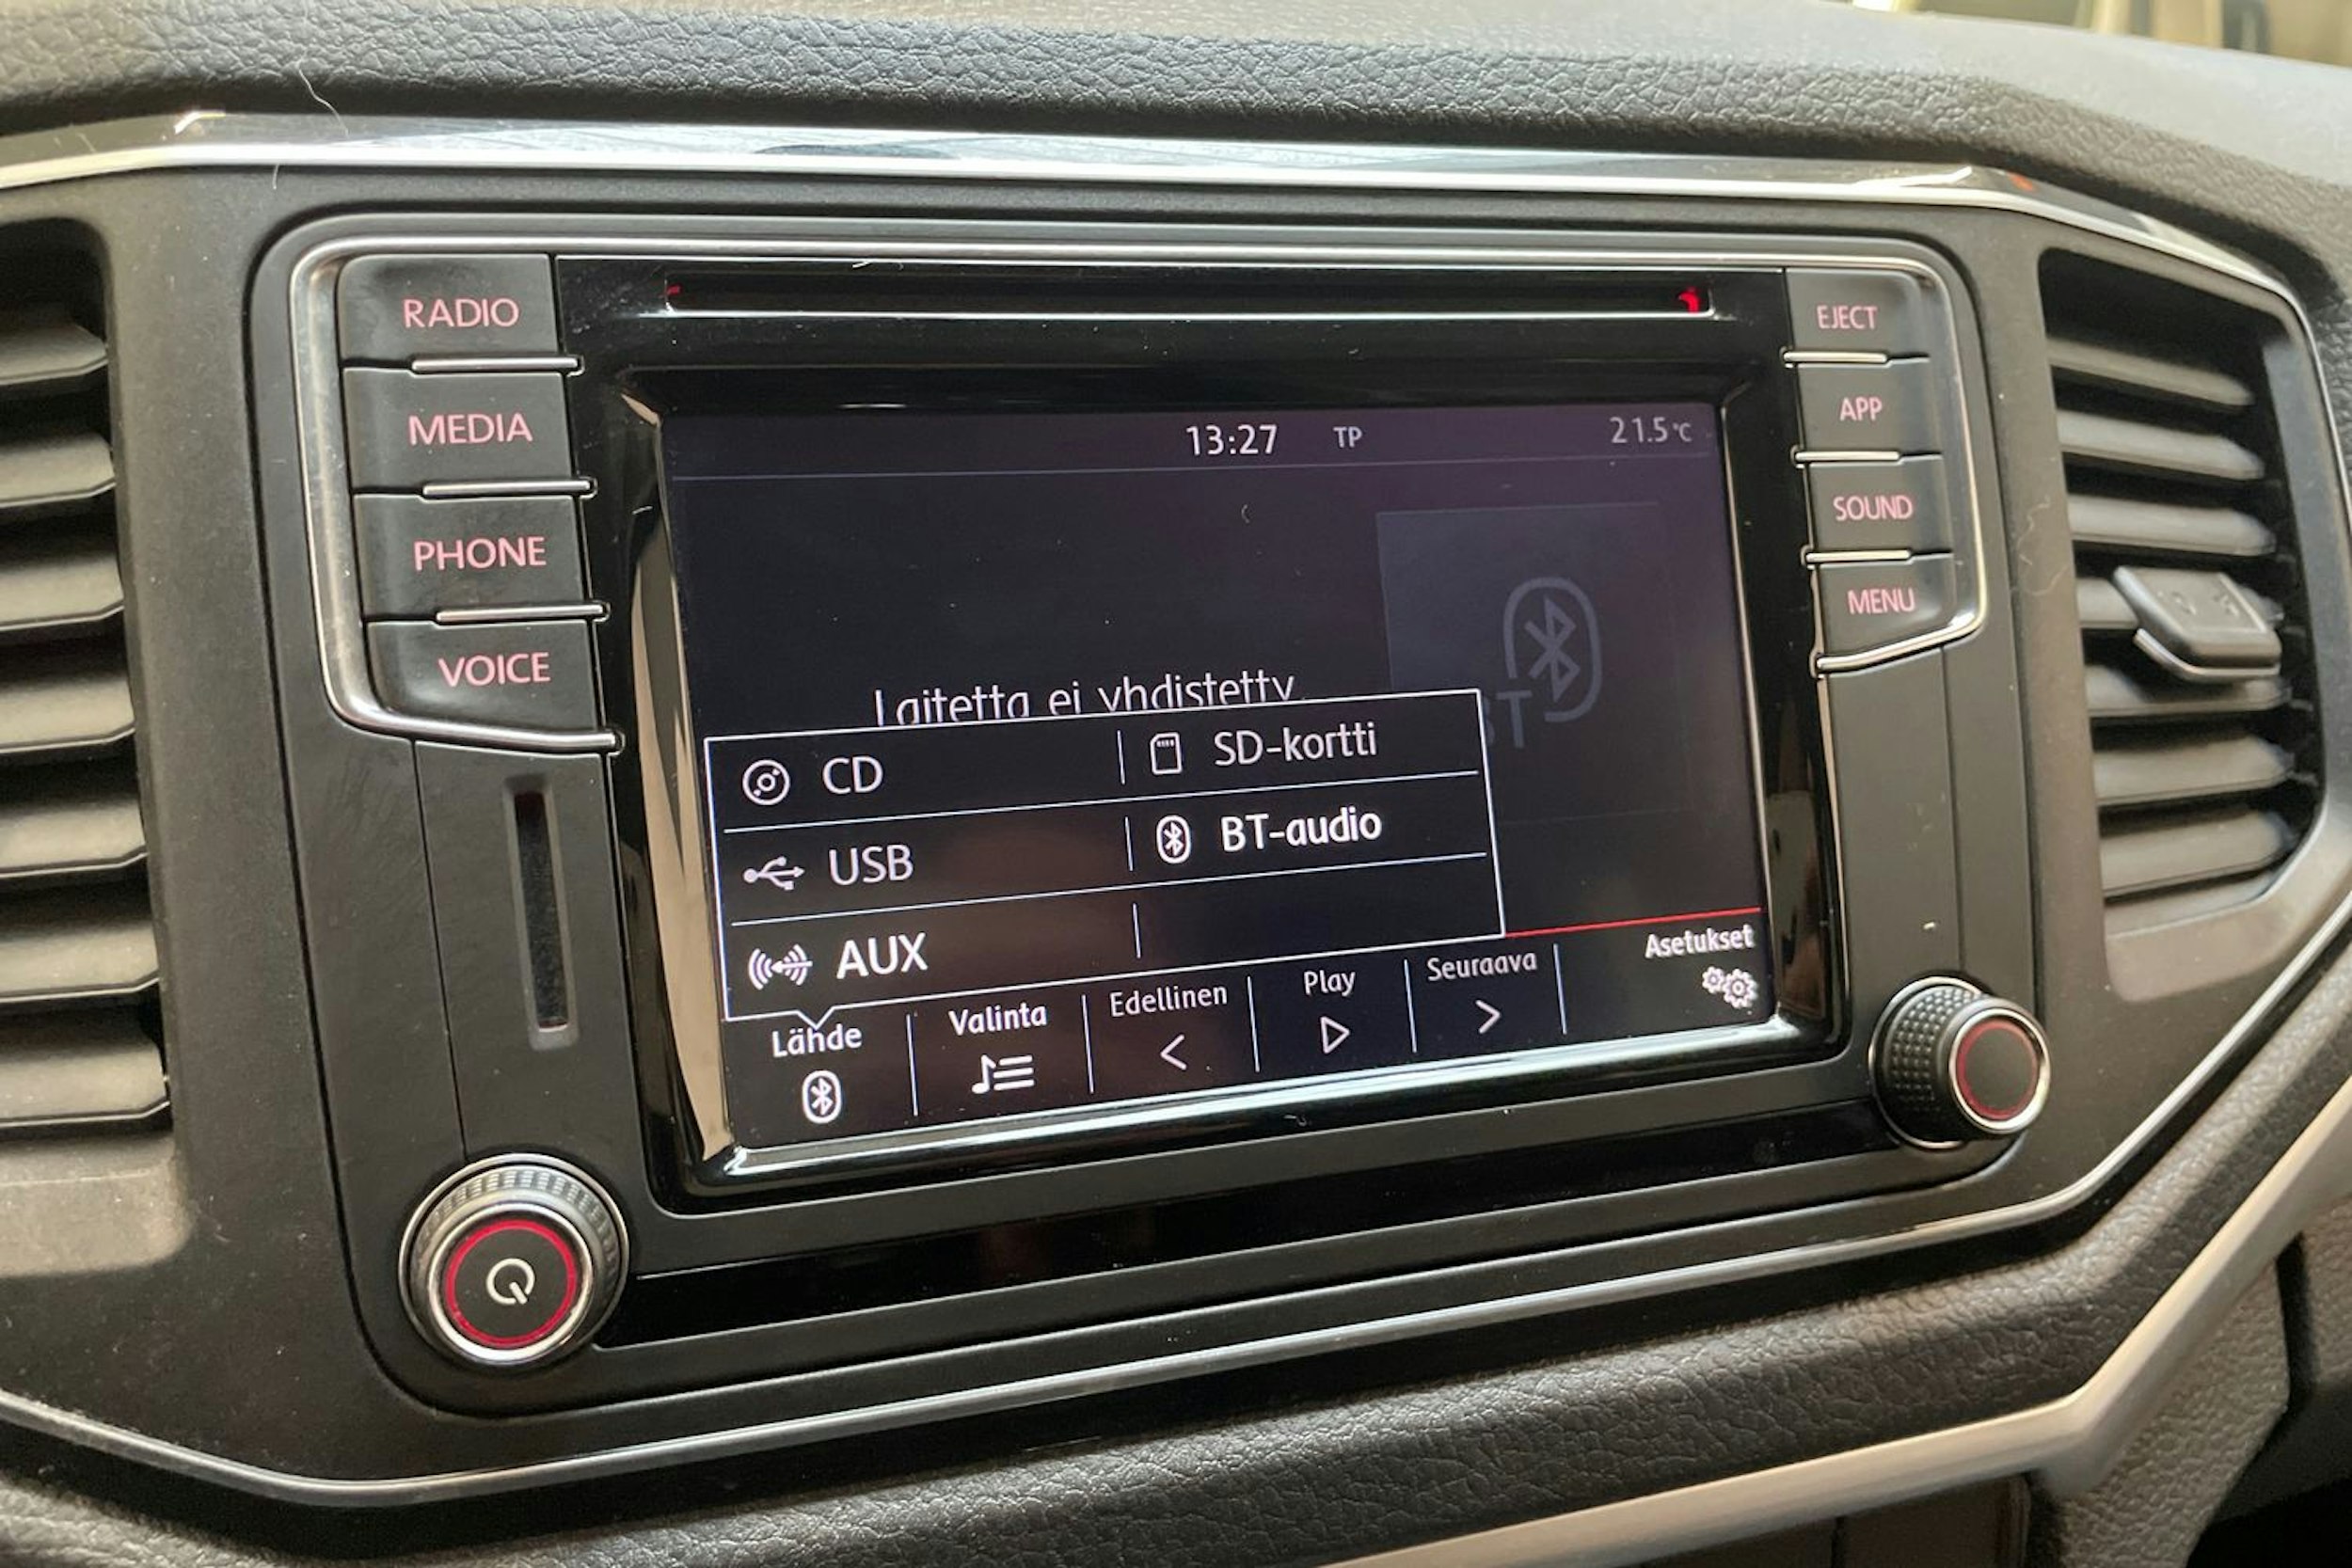 RADIO
MEDIA
PHONE
VOICE
EJECT
APP
SOUND
MENU
13:27 TP 21.5°C
Laitetta ei yhdistetty.
BT
CD SD-kortti
USB BT-audio
AUX
Lähde Valinta Edellinen Play Seuraava Asetukset